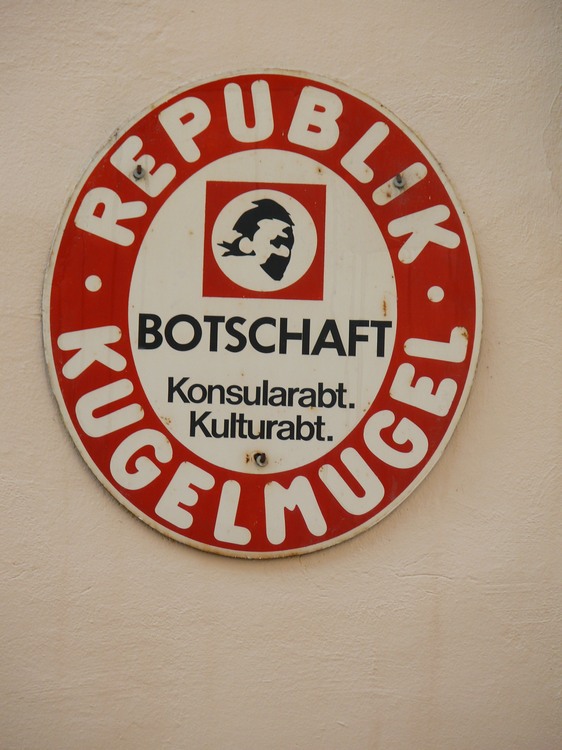 REPUBLIK
BOTSCHAFT
Konsularabt.
Kulturabt.
KUGELMUGEL